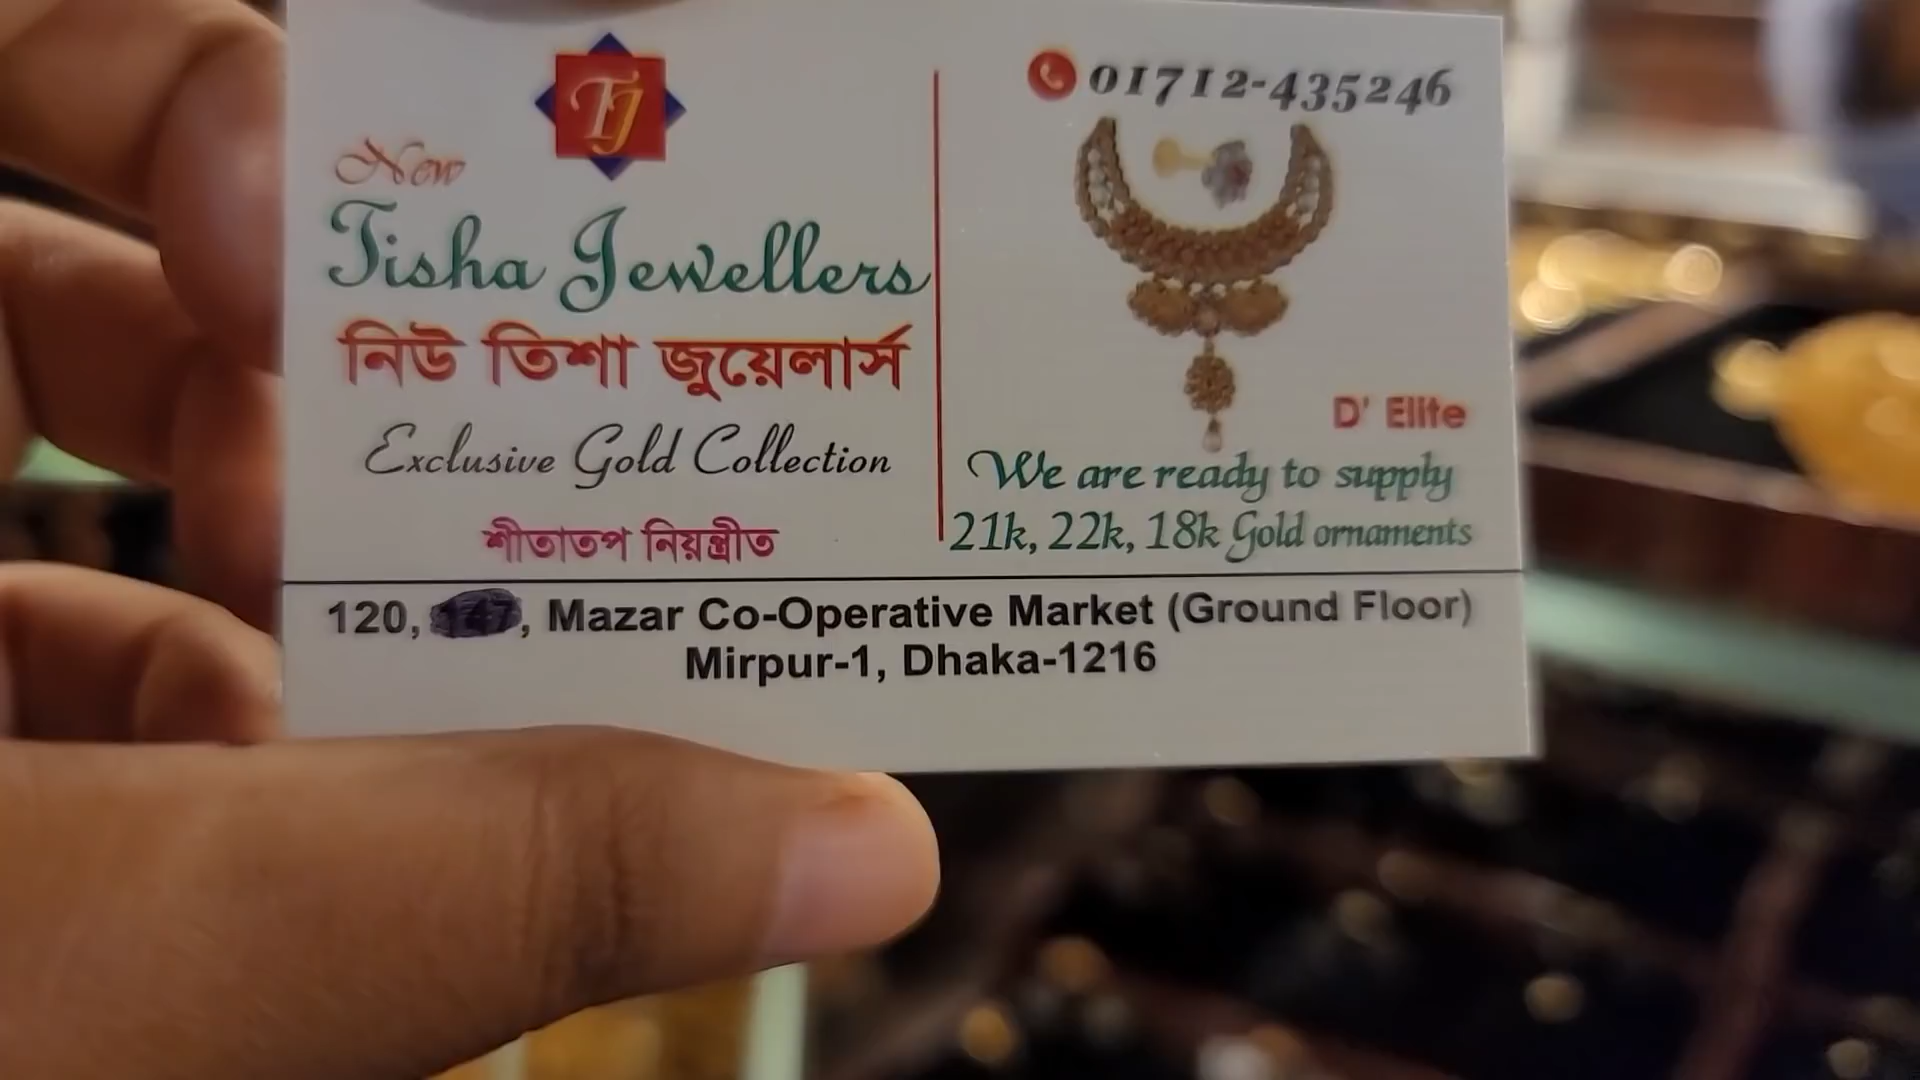 TJ
New
Tisha Jewellers
নিউ তিশা জুয়েলার্স
Exclusive Gold Collection
শীতাতপ নিয়ন্ত্রীত
01712-435246
D' Elite
We are ready to supply
21k, 22k, 18k Gold ornaments
120, 147, Mazar Co-Operative Market (Ground Floor)
Mirpur-1, Dhaka-1216